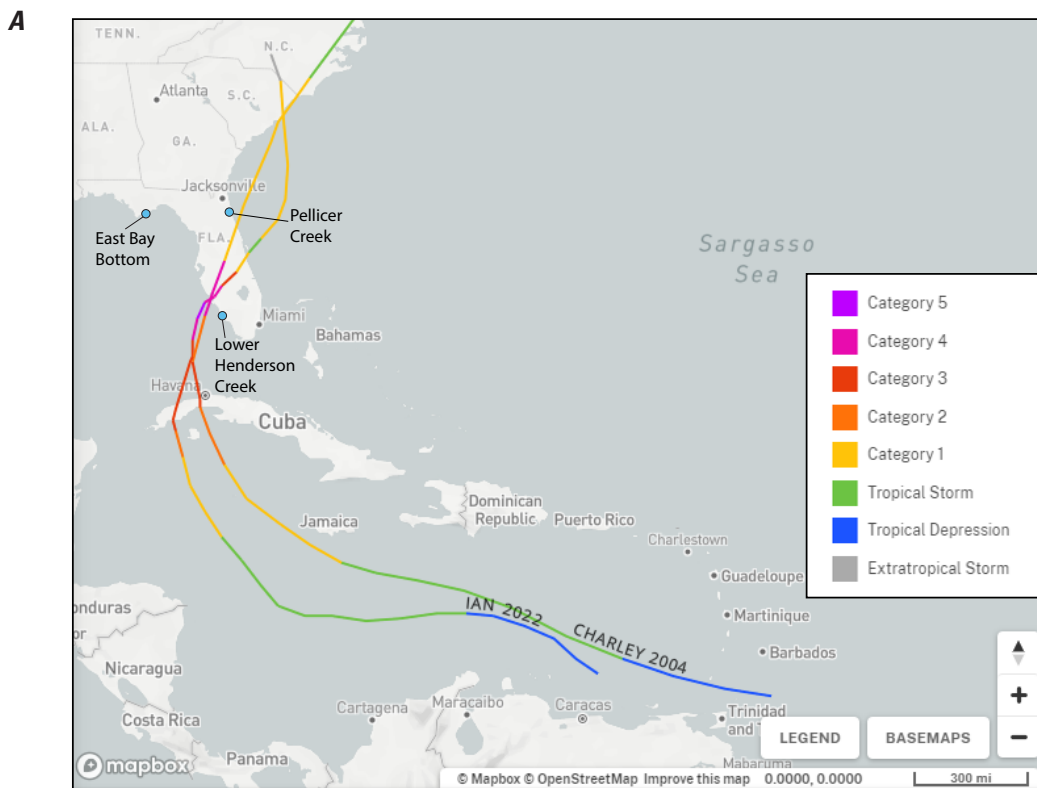 A
TENN.
N.C.
Atlanta
S.C.
ALA.
GA.
Jacksonville
Pellicer
Creek
East Bay
Bottom
FLA.
Sargasso
Sea
Miami
Bahamas
Lower
Henderson
Creek
Havana
Cuba
Category 5
Category 4
Category 3
Category 2
Category 1
Tropical Storm
Tropical Depression
Extratropical Storm
Jamaica
Dominican
Republic
Puerto Rico
Charlestown
Guadeloupe
Martinique
Barbados
IAN 2022
CHARLEY 2004
onduras
or
Nicaragua
Costa Rica
Panama
Cartagena
Maracaibo
Caracas
Trinidad
and T
Mabaruma
LEGEND
BASEMAPS
mapbox
© Mapbox © OpenStreetMap Improve this map 0.0000, 0.0000 300 mi